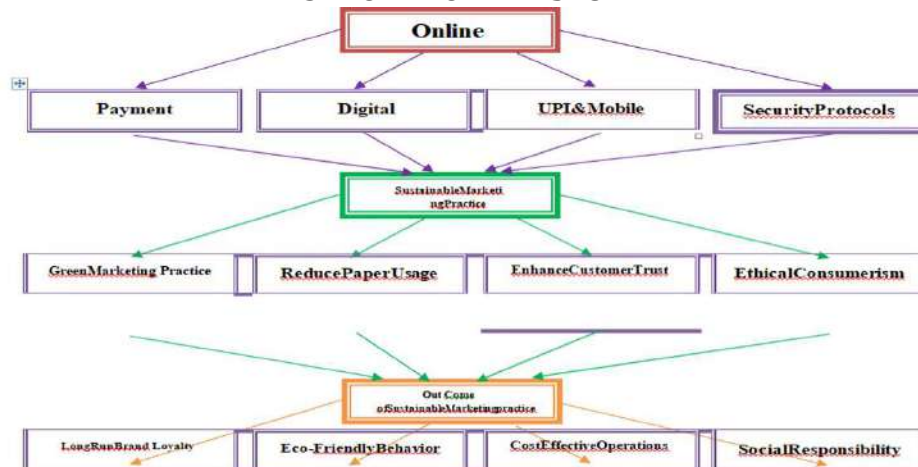 Online
Payment
Digital
UPI&Mobile
SecurityProtocols
SustainableMarketi
ngPractice
GreenMarketing Practice
ReducePaperUsage
EnhanceCustomerTrust
EthicalConsumerism
Out Come
ofSustainableMarketingpractice
LongRunBrand Loyalty
Eco-FriendlyBehavior
CostEffectiveOperations
SocialResponsibility